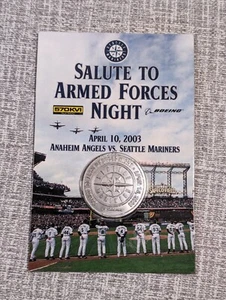 SALUTE TO
ARMED FORCES
570KVI NIGHT BOEING
APRIL 10, 2003
ANAHEIM ANGELS VS. SEATTLE MARINERS